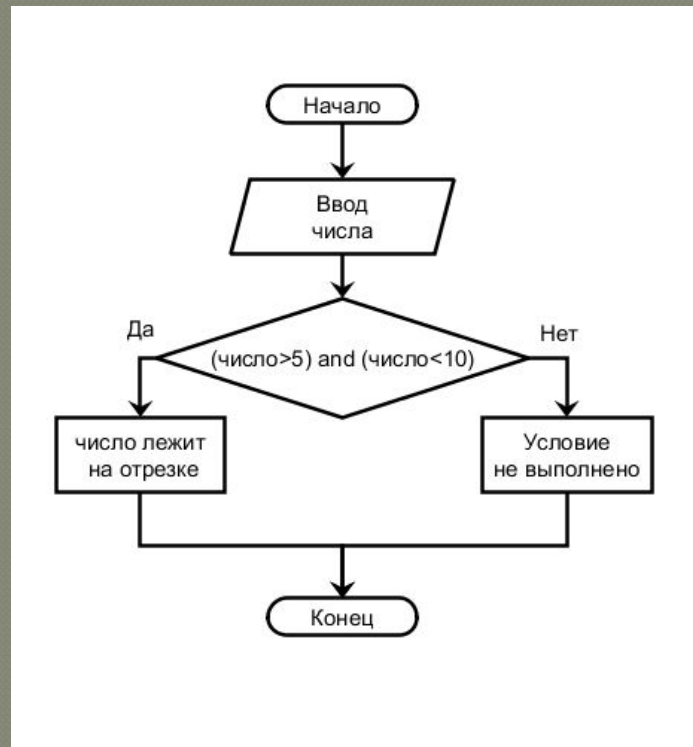 Начало
Ввод
числа
Да
Нет
(число>5) and (число<10)
число лежит
на отрезке
Условие
не выполнено
Конец